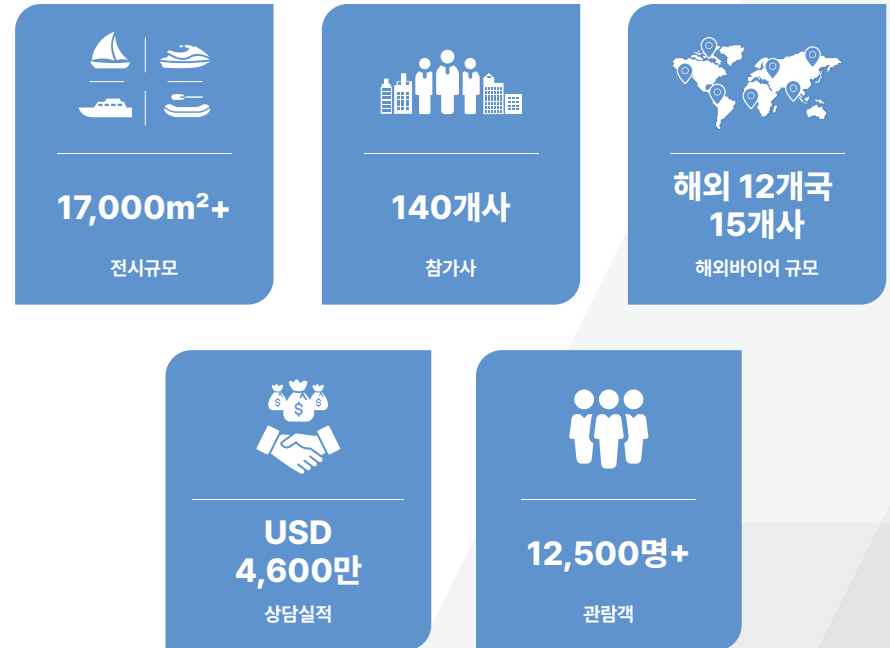 17,000m²+
전시규모
140개사
참가사
해외 12개국
15개사
해외바이어 규모
USD
4,600만
상담실적
12,500명+
관람객